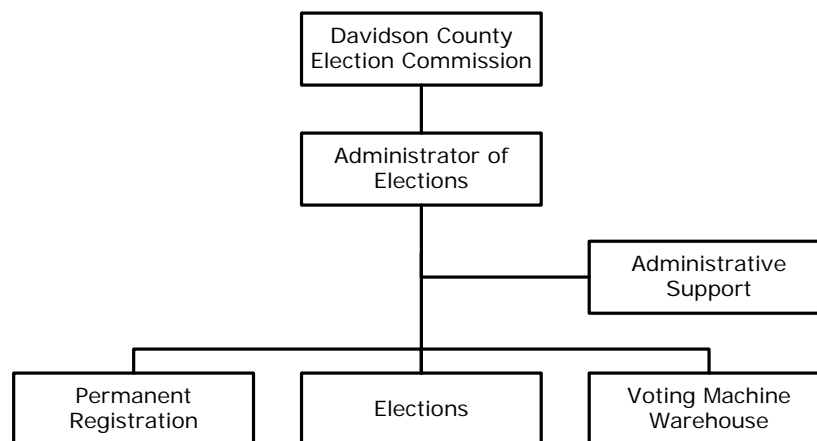 Davidson County
Election Commission
Administrator of
Elections
Administrative
Support
Permanent
Registration
Elections
Voting Machine
Warehouse